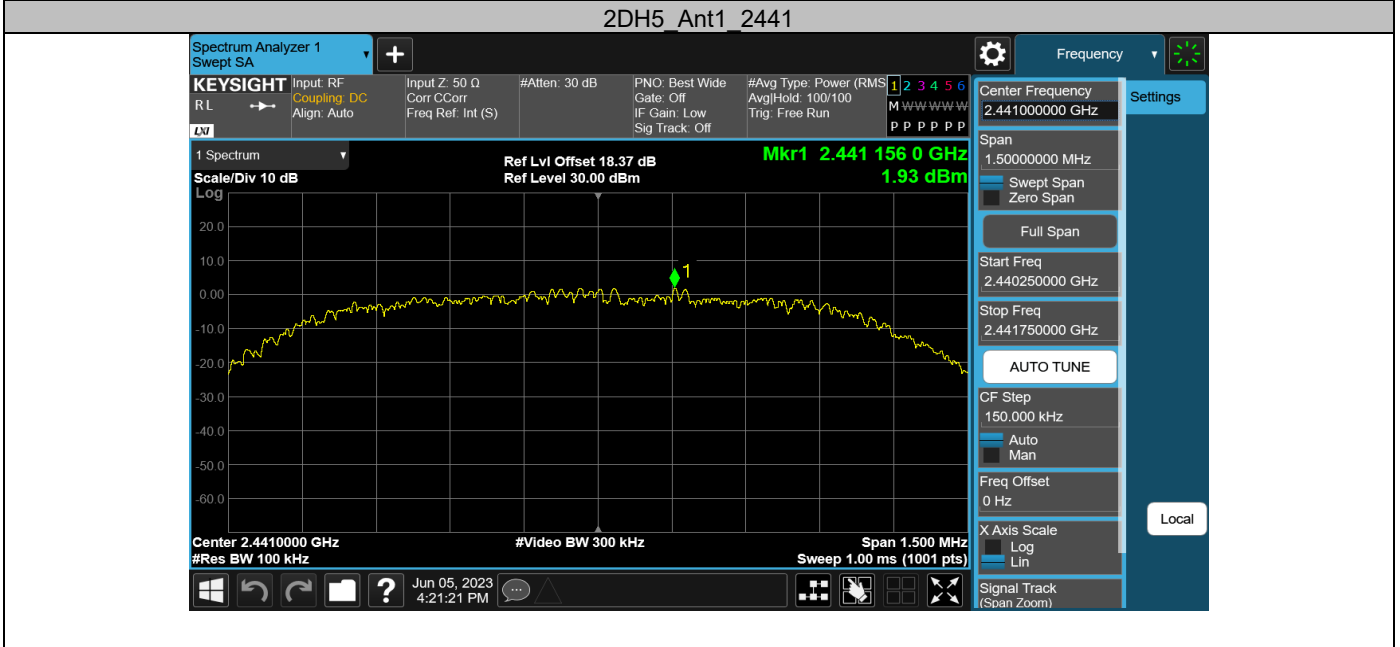 2DH5_Ant1_2441
Spectrum Analyzer 1
Swept SA
+
Frequency
KEYSIGHT
RL
LXI
Input: RF
Coupling: DC
Align: Auto
Input Z: 50 Ω
Corr CCorr
Freq Ref: Int (S)
#Atten: 30 dB
PNO: Best Wide
Gate: Off
IF Gain: Low
Sig Track: Off
#Avg Type: Power (RMS
Avg|Hold: 100/100
Trig: Free Run
1 2 3 4 5 6
M W W W W W
P P P P P P
1 Spectrum
Scale/Div 10 dB
Log
Ref Lvl Offset 18.37 dB
Ref Level 30.00 dBm
Mkr1 2.441 156 0 GHz
1.93 dBm
20.0
10.0
0.00
-10.0
-20.0
-30.0
-40.0
-50.0
-60.0
1
Center 2.4410000 GHz
#Res BW 100 kHz
#Video BW 300 kHz
Span 1.500 MHz
Sweep 1.00 ms (1001 pts)
Center Frequency
2.441000000 GHz
Span
1.50000000 MHz
Swept Span
Zero Span
Full Span
Start Freq
2.440250000 GHz
Stop Freq
2.441750000 GHz
AUTO TUNE
CF Step
150.000 kHz
Auto
Man
Freq Offset
0 Hz
X Axis Scale
Log
Lin
Signal Track
(Span Zoom)
Settings
Local
?
Jun 05, 2023
4:21:21 PM